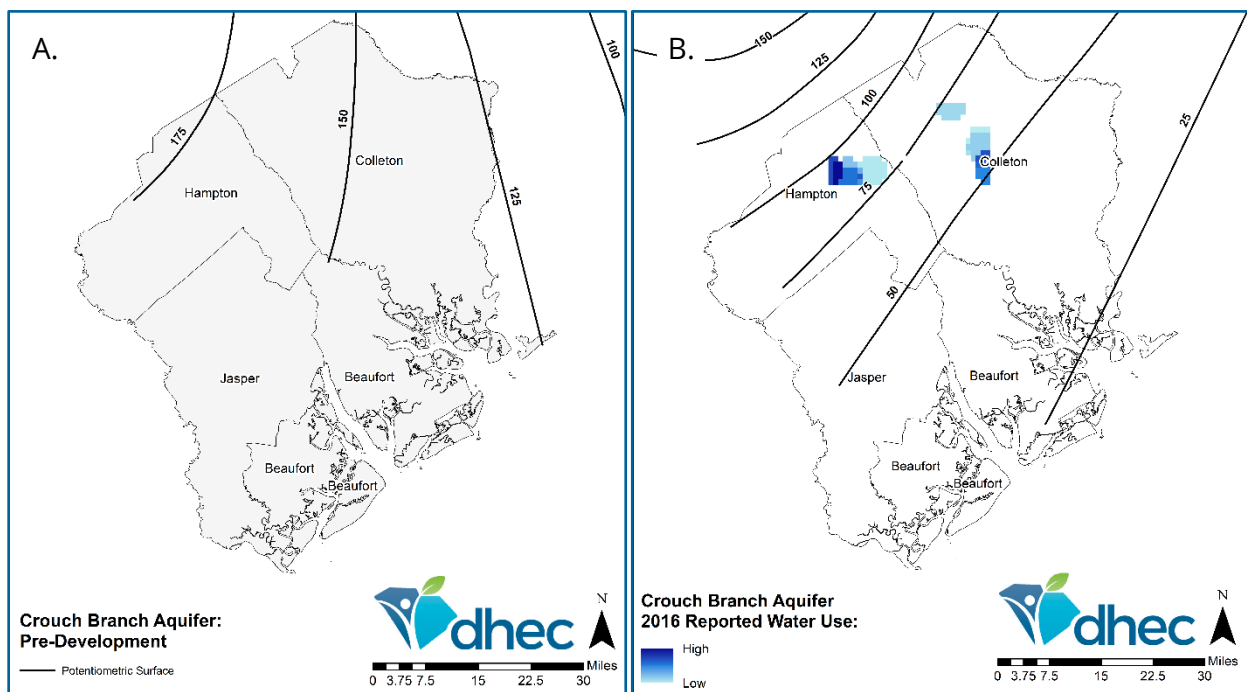 A.
175
150
125
100
Hampton
Colleton
Jasper
Beaufort
Beaufort
Beaufort
Crouch Branch Aquifer:
Pre-Development
Potentiometric Surface
dhec
N
Miles
0 3.75 7.5 15 22.5 30
B.
150
125
100
75
50
25
Hampton
Colleton
Jasper
Beaufort
Beaufort
Beaufort
Crouch Branch Aquifer
2016 Reported Water Use:
High
Low
dhec
N
Miles
0 3.75 7.5 15 22.5 30